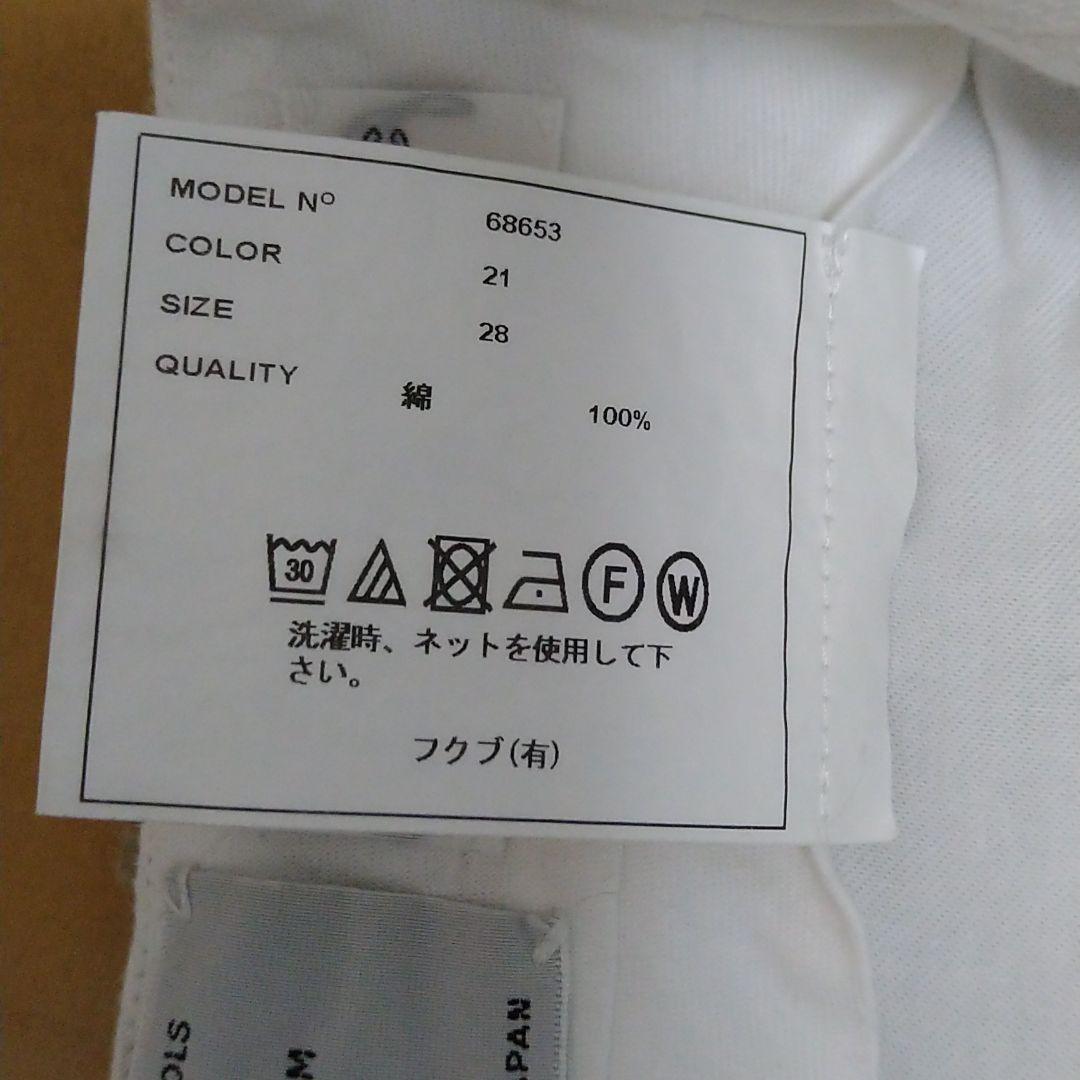 MODEL Nº 68653
COLOR 21
SIZE 28
QUALITY 綿 100%
30
F
W
洗濯時、ネットを使用して下
さい。
フクブ(有)